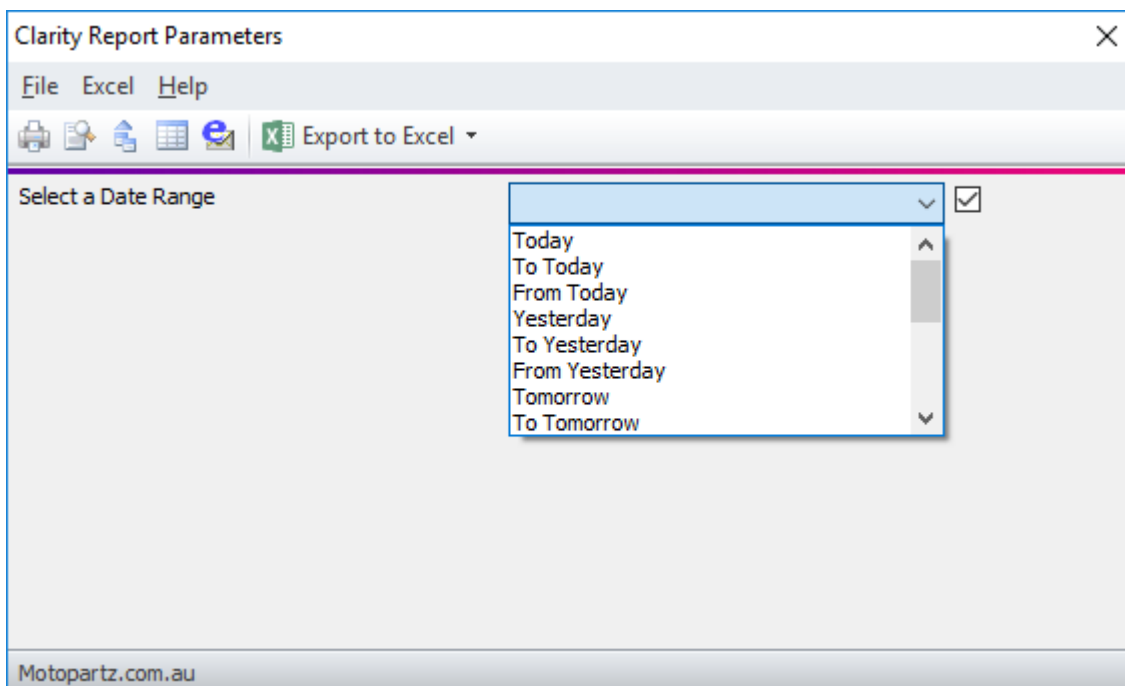 Clarity Report Parameters
File Excel Help
Export to Excel
Select a Date Range
Today
To Today
From Today
Yesterday
To Yesterday
From Yesterday
Tomorrow
To Tomorrow
Motopartz.com.au